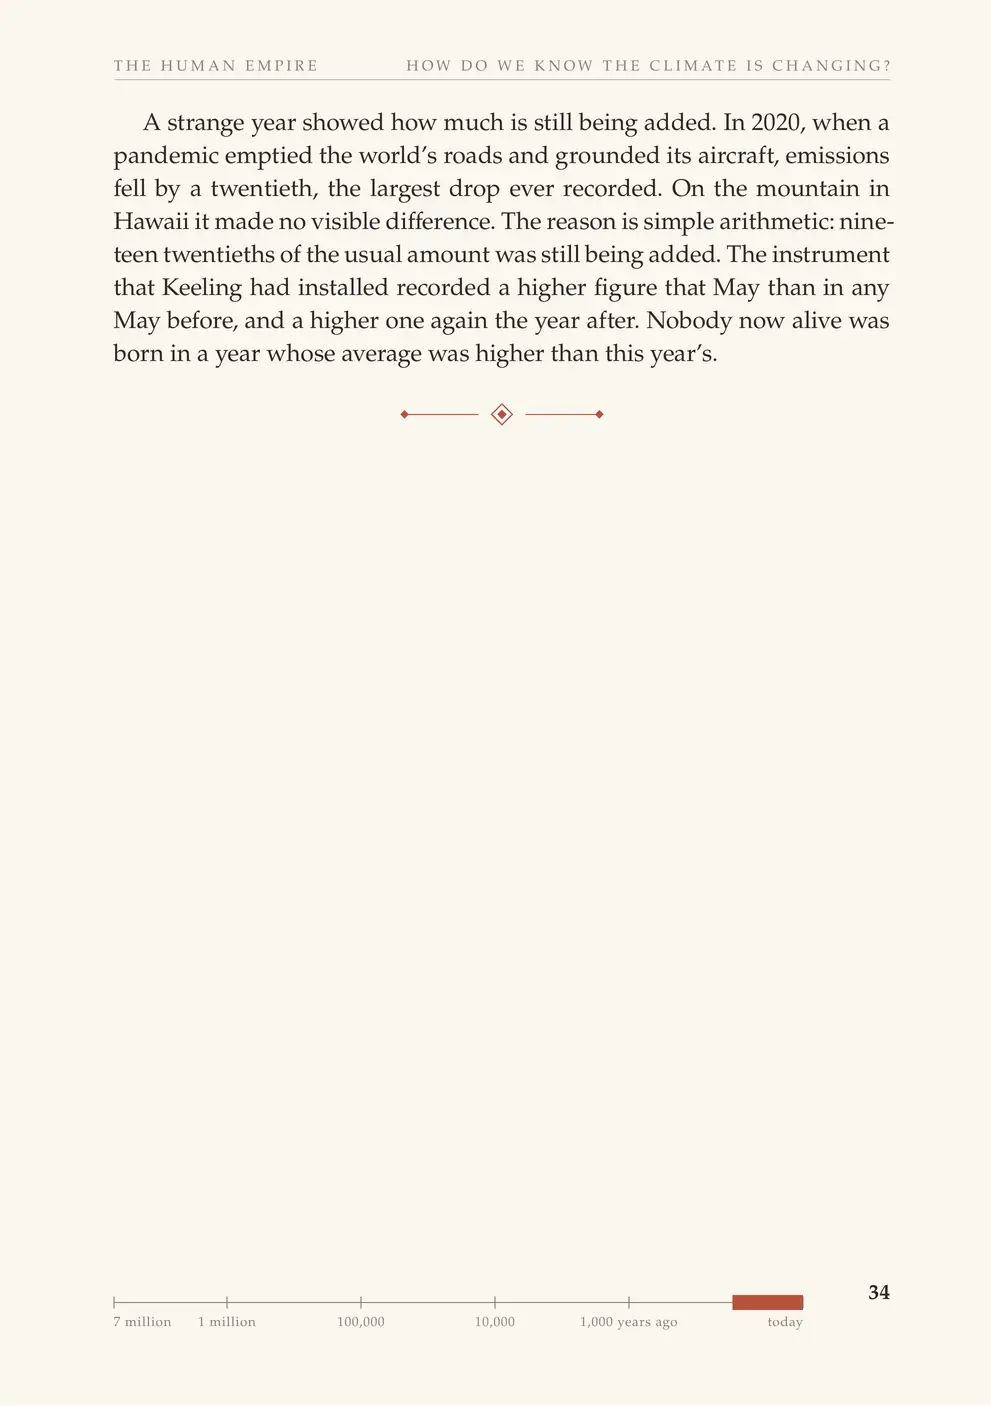 THE HUMAN EMPIRE HOW DO WE KNOW THE CLIMATE IS CHANGING?
A strange year showed how much is still being added. In 2020, when a
pandemic emptied the world’s roads and grounded its aircraft, emissions
fell by a twentieth, the largest drop ever recorded. On the mountain in
Hawaii it made no visible difference. The reason is simple arithmetic: nine-
teen twentieths of the usual amount was still being added. The instrument
that Keeling had installed recorded a higher figure that May than in any
May before, and a higher one again the year after. Nobody now alive was
born in a year whose average was higher than this year’s.
34
7 million 1 million 100,000 10,000 1,000 years ago today